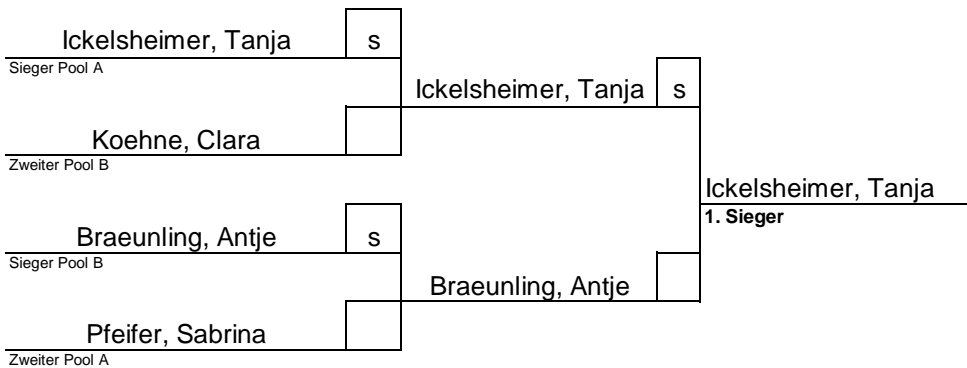 Ickelsheimer, Tanja s
Sieger Pool A
Ickelsheimer, Tanja s
Koehne, Clara
Zweiter Pool B
Ickelsheimer, Tanja
1. Sieger
Braeunling, Antje s
Sieger Pool B
Braeunling, Antje
Pfeifer, Sabrina
Zweiter Pool A